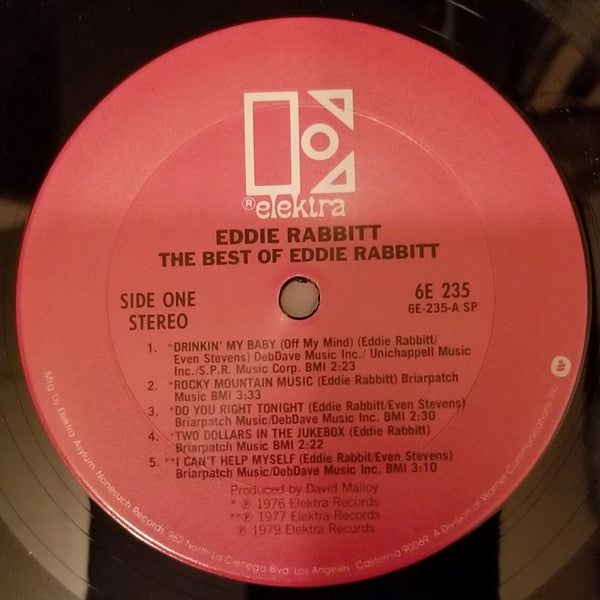 ® elektra
EDDIE RABBITT
THE BEST OF EDDIE RABBITT
SIDE ONE
STEREO
6E 235
6E-235-A SP
1. *DRINKIN' MY BABY (Off My Mind) (Eddie Rabbitt/
Even Stevens) DebDave Music Inc./ Unichappell Music
Inc./S.P.R. Music Corp. BMI 2:23
2. *ROCKY MOUNTAIN MUSIC (Eddie Rabbitt) Briarpatch
Music BMI 3:33
3. *DO YOU RIGHT TONIGHT (Eddie Rabbitt/Even Stevens)
Briarpatch Music/DebDave Music Inc. BMI 2:30
4. *TWO DOLLARS IN THE JUKEBOX (Eddie Rabbitt)
Briarpatch Music BMI 2:22
5. **I CAN'T HELP MYSELF (Eddie Rabbit/Even Stevens)
Briarpatch Music/DebDave Music Inc. BMI 3:10
Produced by David Malloy
* ℗ 1976 Elektra Records
**℗ 1977 Elektra Records
℗ 1979 Elektra Records
Mfg. by Elektra/Asylum/Nonesuch Records, 962 North La Cienega Blvd., Los Angeles, California 90069. A Division of Warner Communications Inc.